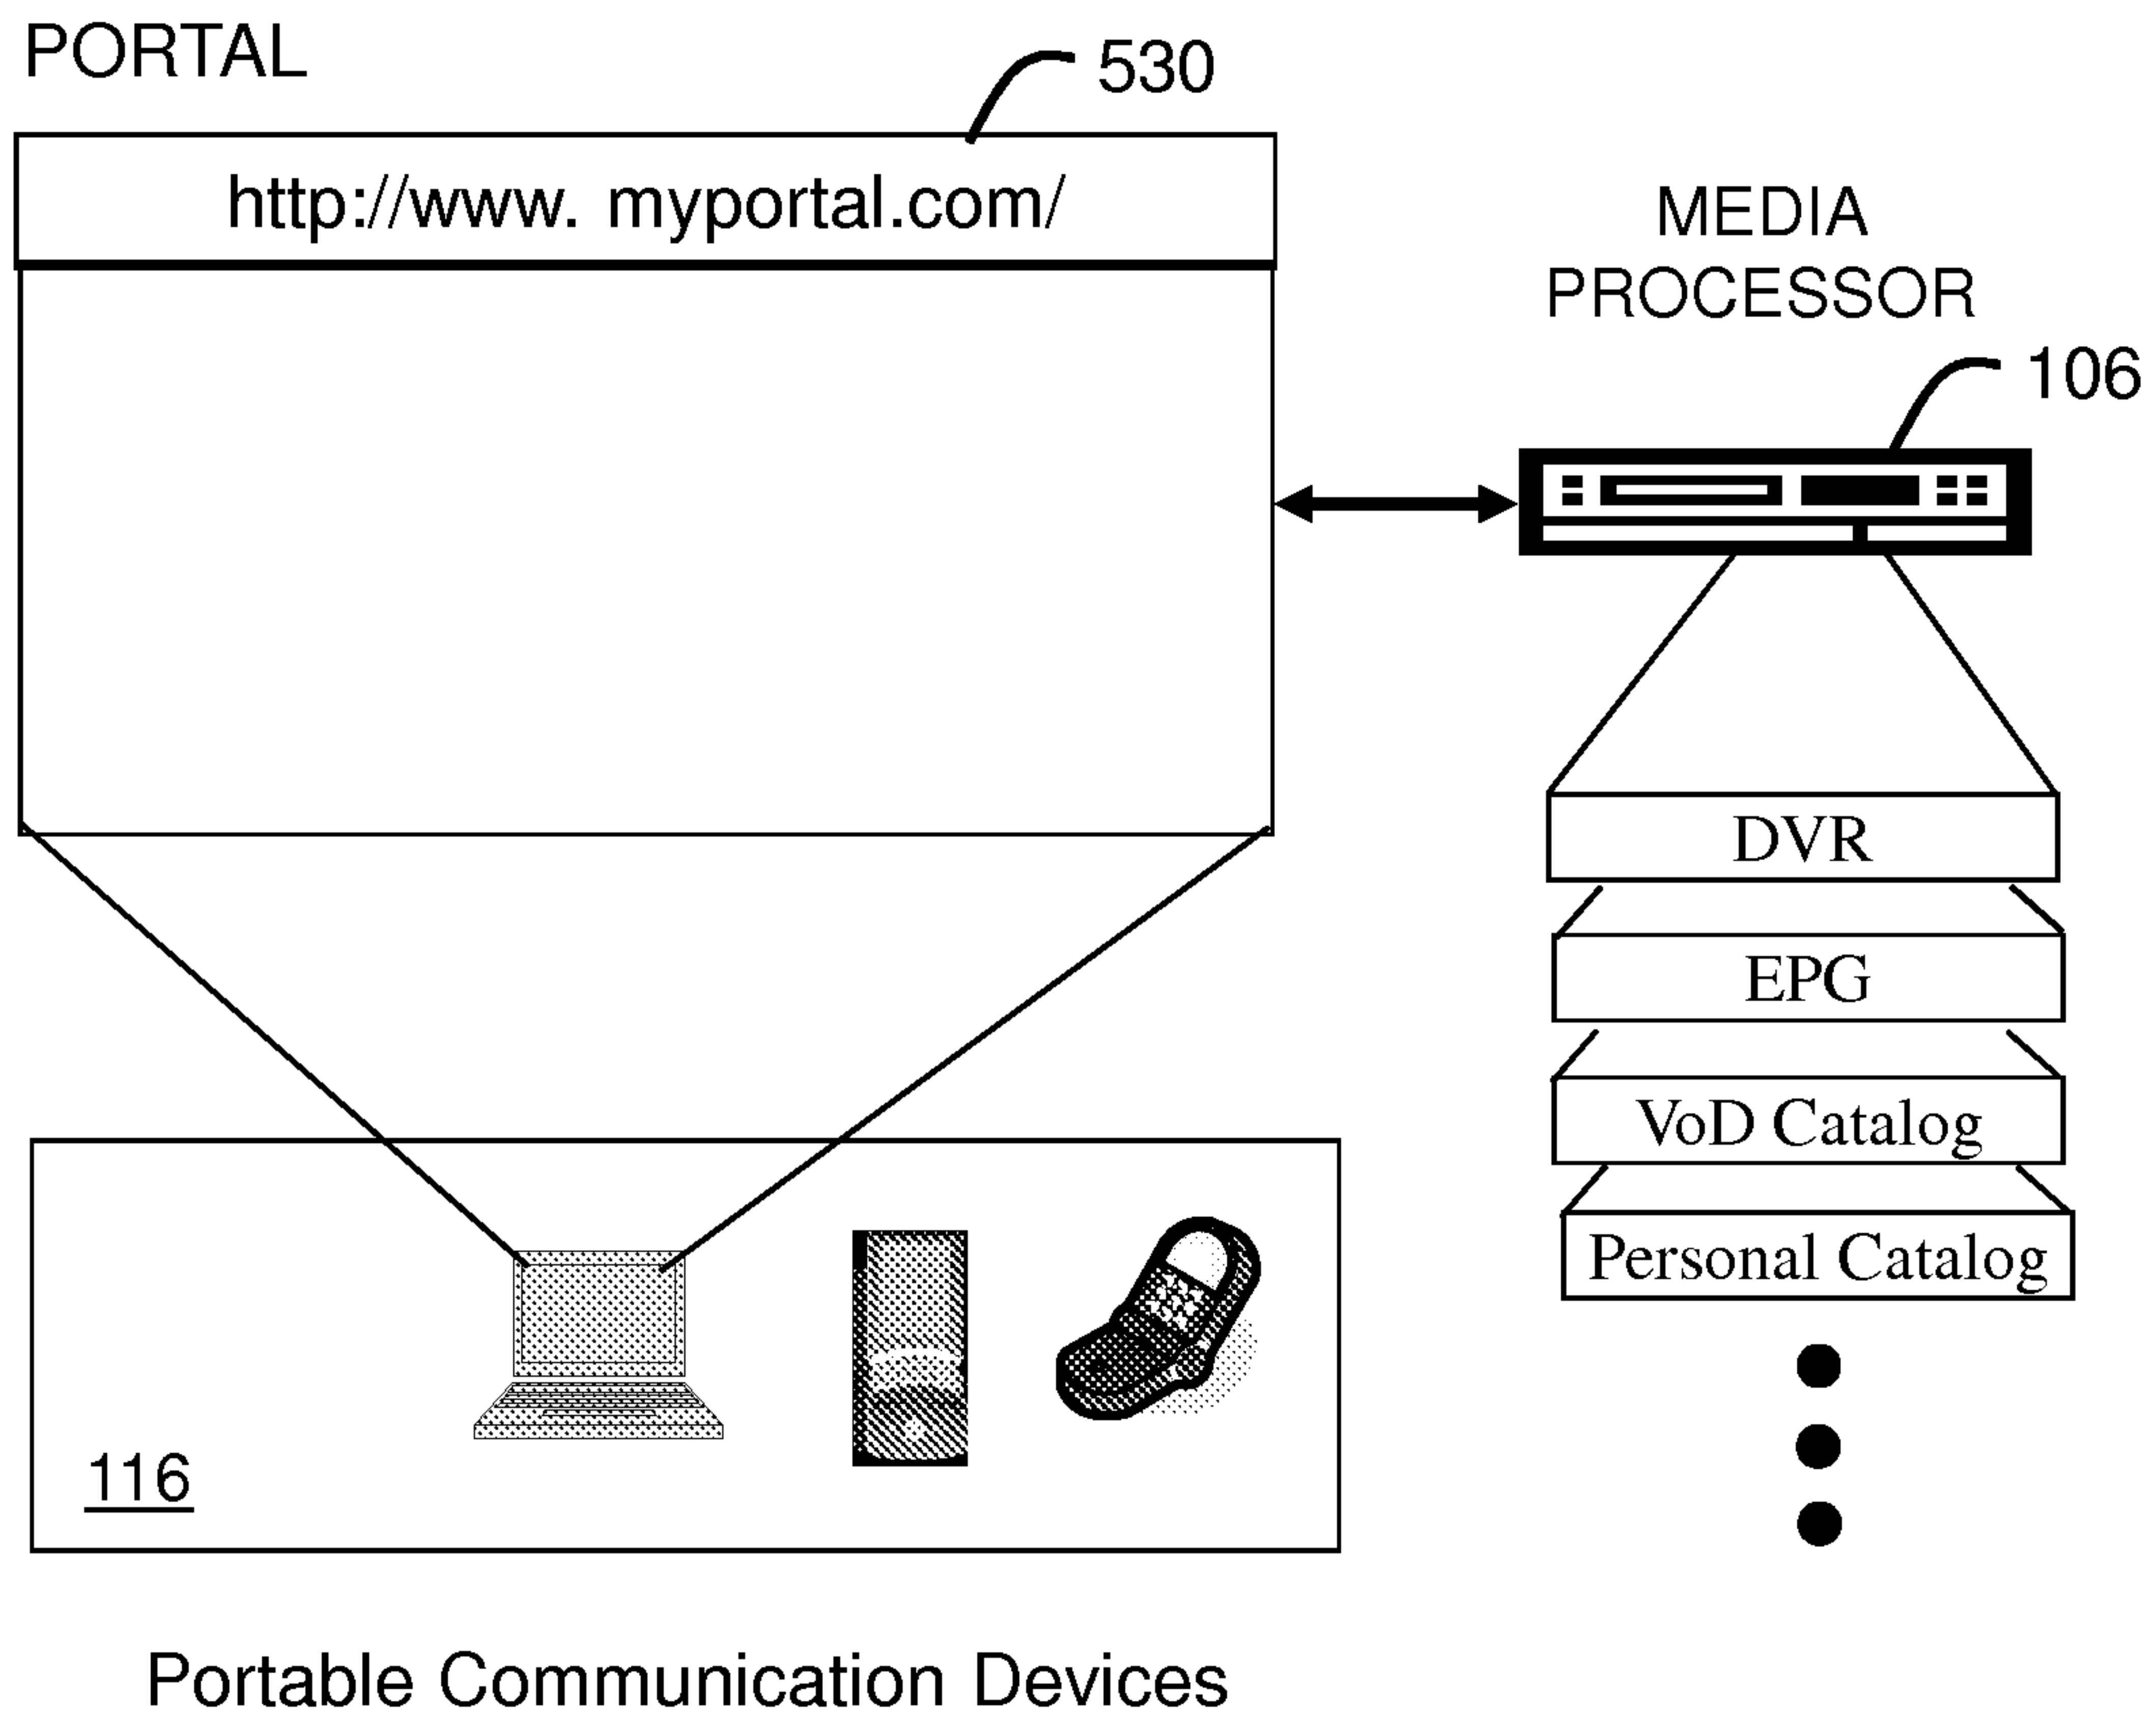 PORTAL
530
http://www. myportal.com/
MEDIA
PROCESSOR
106
DVR
EPG
VoD Catalog
Personal Catalog
116
Portable Communication Devices